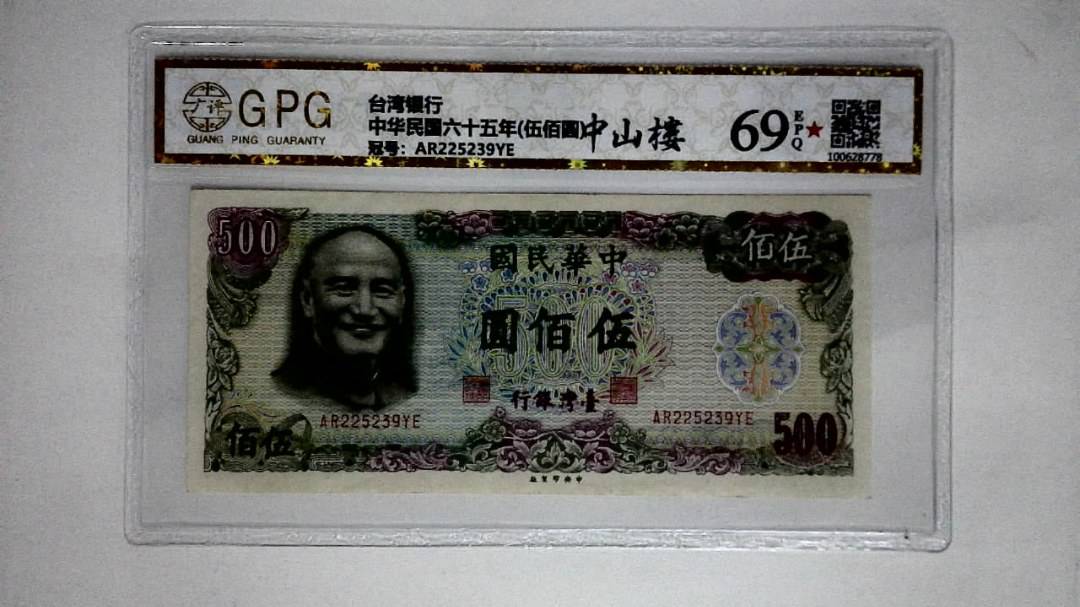 GPG
GUANG PING GUARANTY
台湾银行
中华民國六十五年(伍佰圓)中山楼
冠号: AR225239YE
69 EPQ★
100628778
500
佰伍
國民華中
500
圓佰伍
行銀灣臺
AR225239YE
AR225239YE
佰伍
500